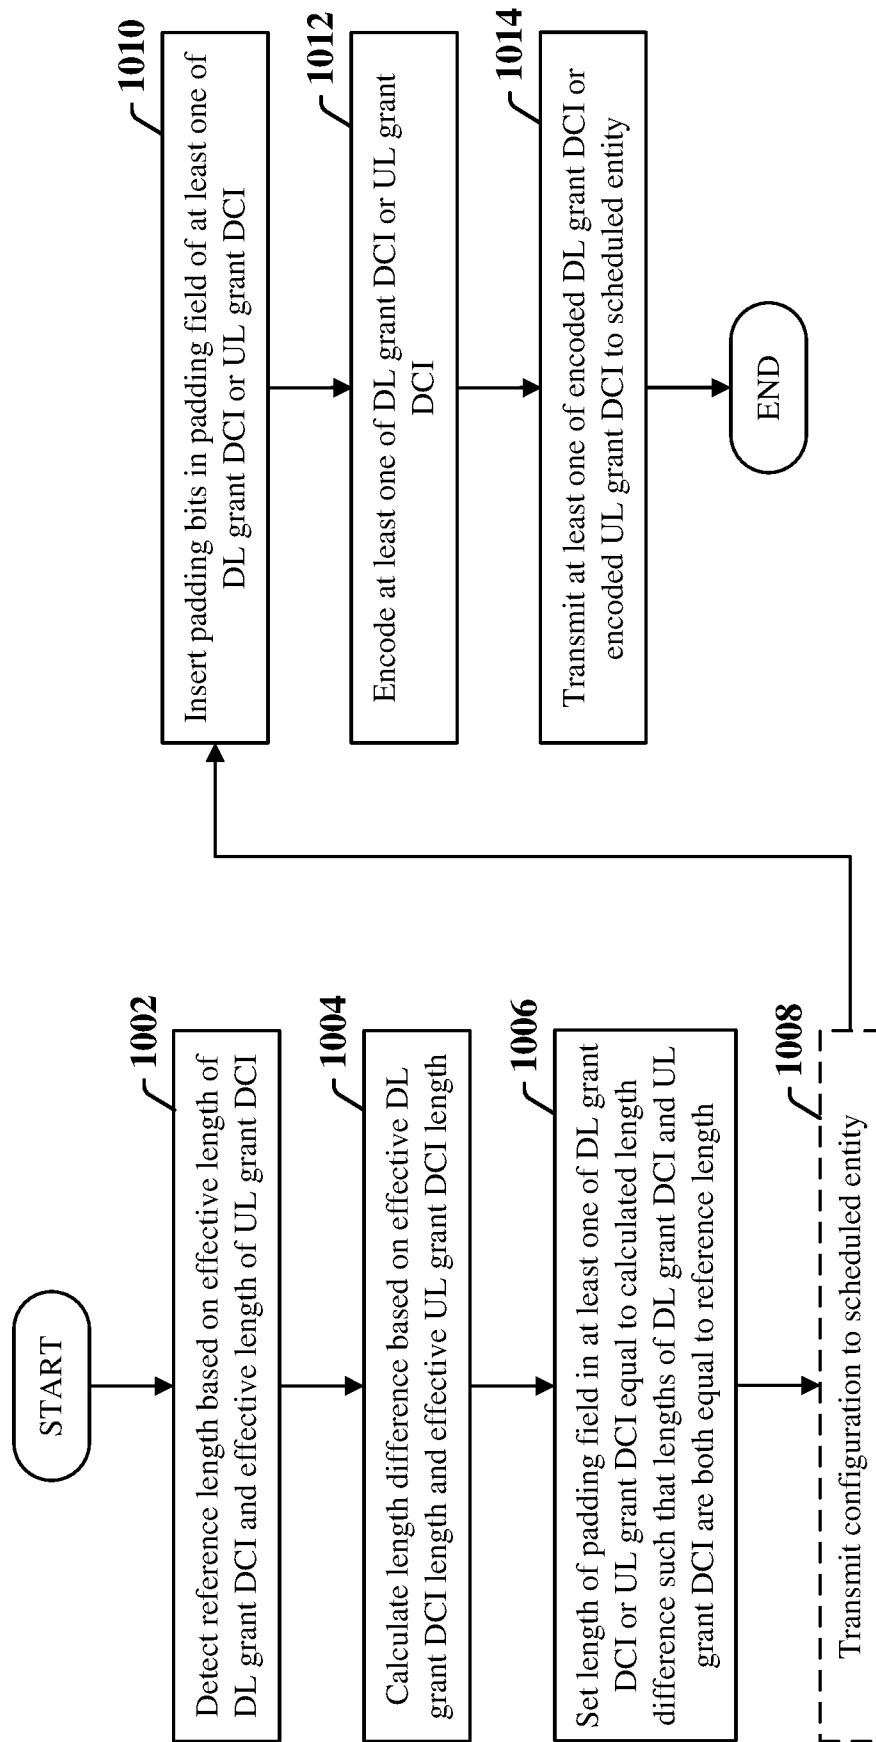 START
1002
Detect reference length based on effective length of
DL grant DCI and effective length of UL grant DCI
1004
Calculate length difference based on effective DL
grant DCI length and effective UL grant DCI length
1006
Set length of padding field in at least one of DL grant
DCI or UL grant DCI equal to calculated length
difference such that lengths of DL grant DCI and UL
grant DCI are both equal to reference length
1008
Transmit configuration to scheduled entity
1010
Insert padding bits in padding field of at least one of
DL grant DCI or UL grant DCI
1012
Encode at least one of DL grant DCI or UL grant
DCI
1014
Transmit at least one of encoded DL grant DCI or
encoded UL grant DCI to scheduled entity
END